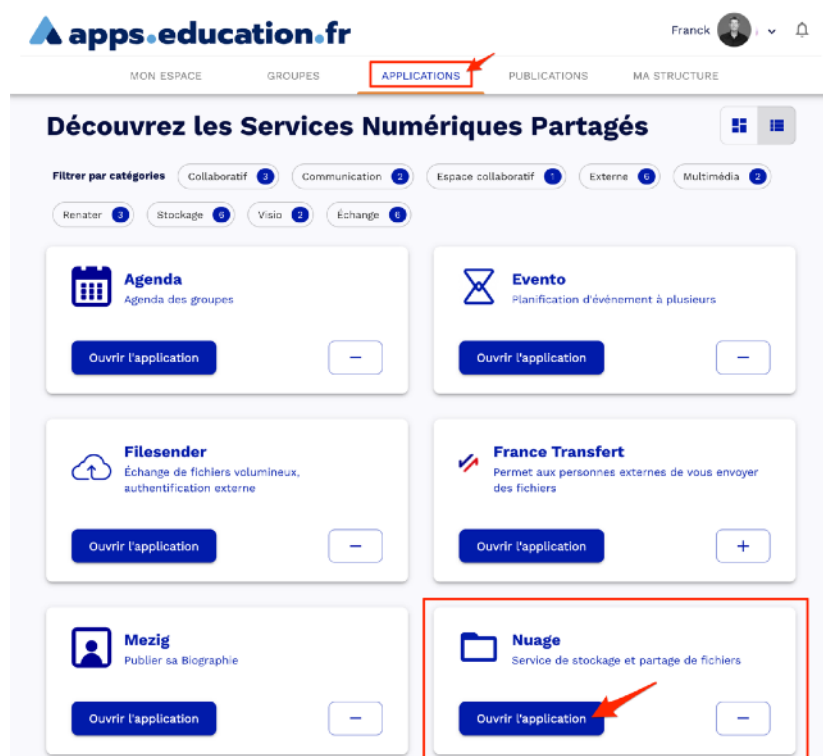 apps.education.fr
Franck
MON ESPACE GROUPES APPLICATIONS PUBLICATIONS MA STRUCTURE
Découvrez les Services Numériques Partagés
Filtrer par catégories Collaboratif 3 Communication 2 Espace collaboratif 1 Externe 6 Multimédia 2
Renater 3 Stockage 6 Visio 2 Échange 6
Agenda
Agenda des groupes
Ouvrir l'application
Evento
Planification d'événement à plusieurs
Ouvrir l'application
Filesender
Échange de fichiers volumineux,
authentification externe
Ouvrir l'application
France Transfert
Permet aux personnes externes de vous envoyer
des fichiers
Ouvrir l'application
Mezig
Publier sa Biographie
Ouvrir l'application
Nuage
Service de stockage et partage de fichiers
Ouvrir l'application